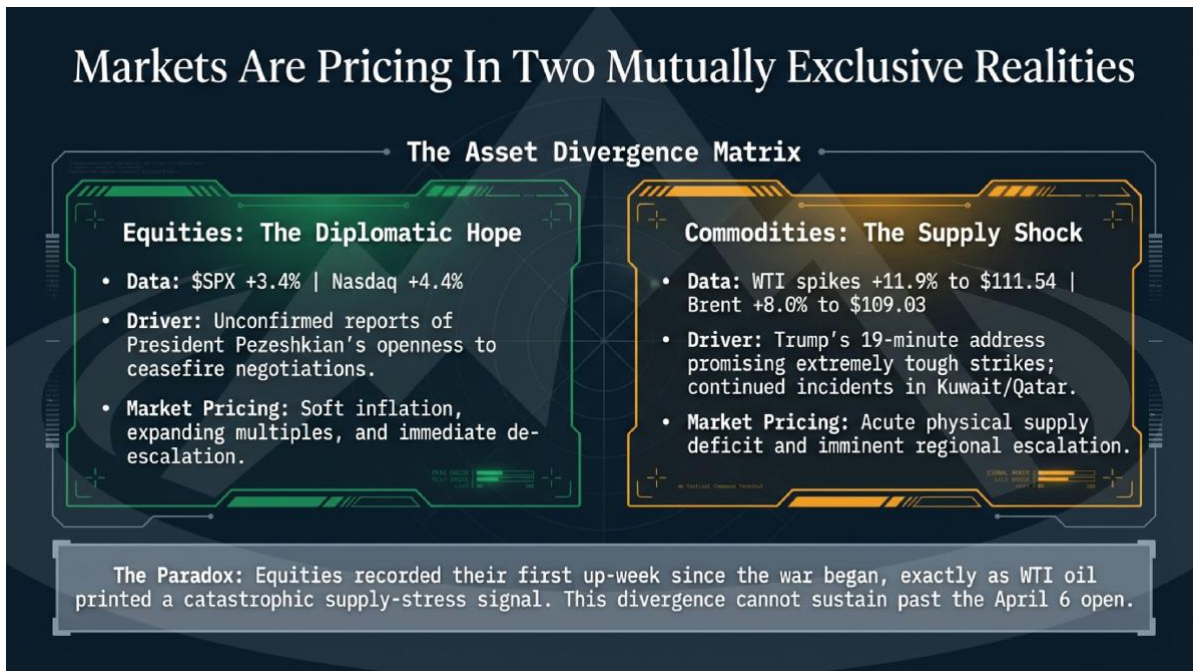 Markets Are Pricing In Two Mutually Exclusive Realities
The Asset Divergence Matrix
Equities: The Diplomatic Hope
• Data: $SPX +3.4% | Nasdaq +4.4%
• Driver: Unconfirmed reports of
President Pezeshkian's openness to
ceasefire negotiations.
• Market Pricing: Soft inflation,
expanding multiples, and immediate de-
escalation.
Commodities: The Supply Shock
• Data: WTI spikes +11.9% to $111.54 |
Brent +8.0% to $109.03
• Driver: Trump's 19-minute address
promising extremely tough strikes;
continued incidents in Kuwait/Qatar.
• Market Pricing: Acute physical supply
deficit and imminent regional escalation.
The Paradox: Equities recorded their first up-week since the war began, exactly as WTI oil
printed a catastrophic supply-stress signal. This divergence cannot sustain past the April 6 open.